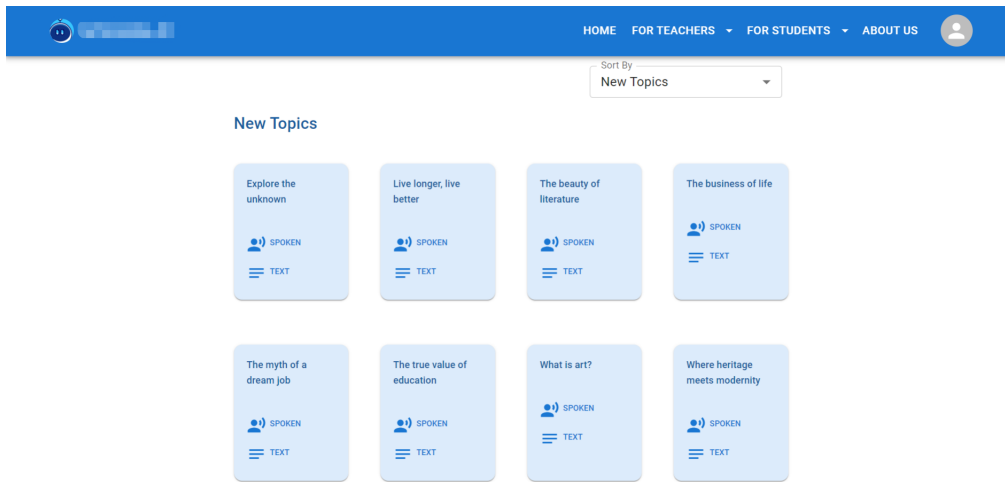 HOME FOR TEACHERS FOR STUDENTS ABOUT US
Sort By
New Topics
New Topics
Explore the
unknown
SPOKEN
TEXT
Live longer, live
better
SPOKEN
TEXT
The beauty of
literature
SPOKEN
TEXT
The business of life
SPOKEN
TEXT
The myth of a
dream job
SPOKEN
TEXT
The true value of
education
SPOKEN
TEXT
What is art?
SPOKEN
TEXT
Where heritage
meets modernity
SPOKEN
TEXT